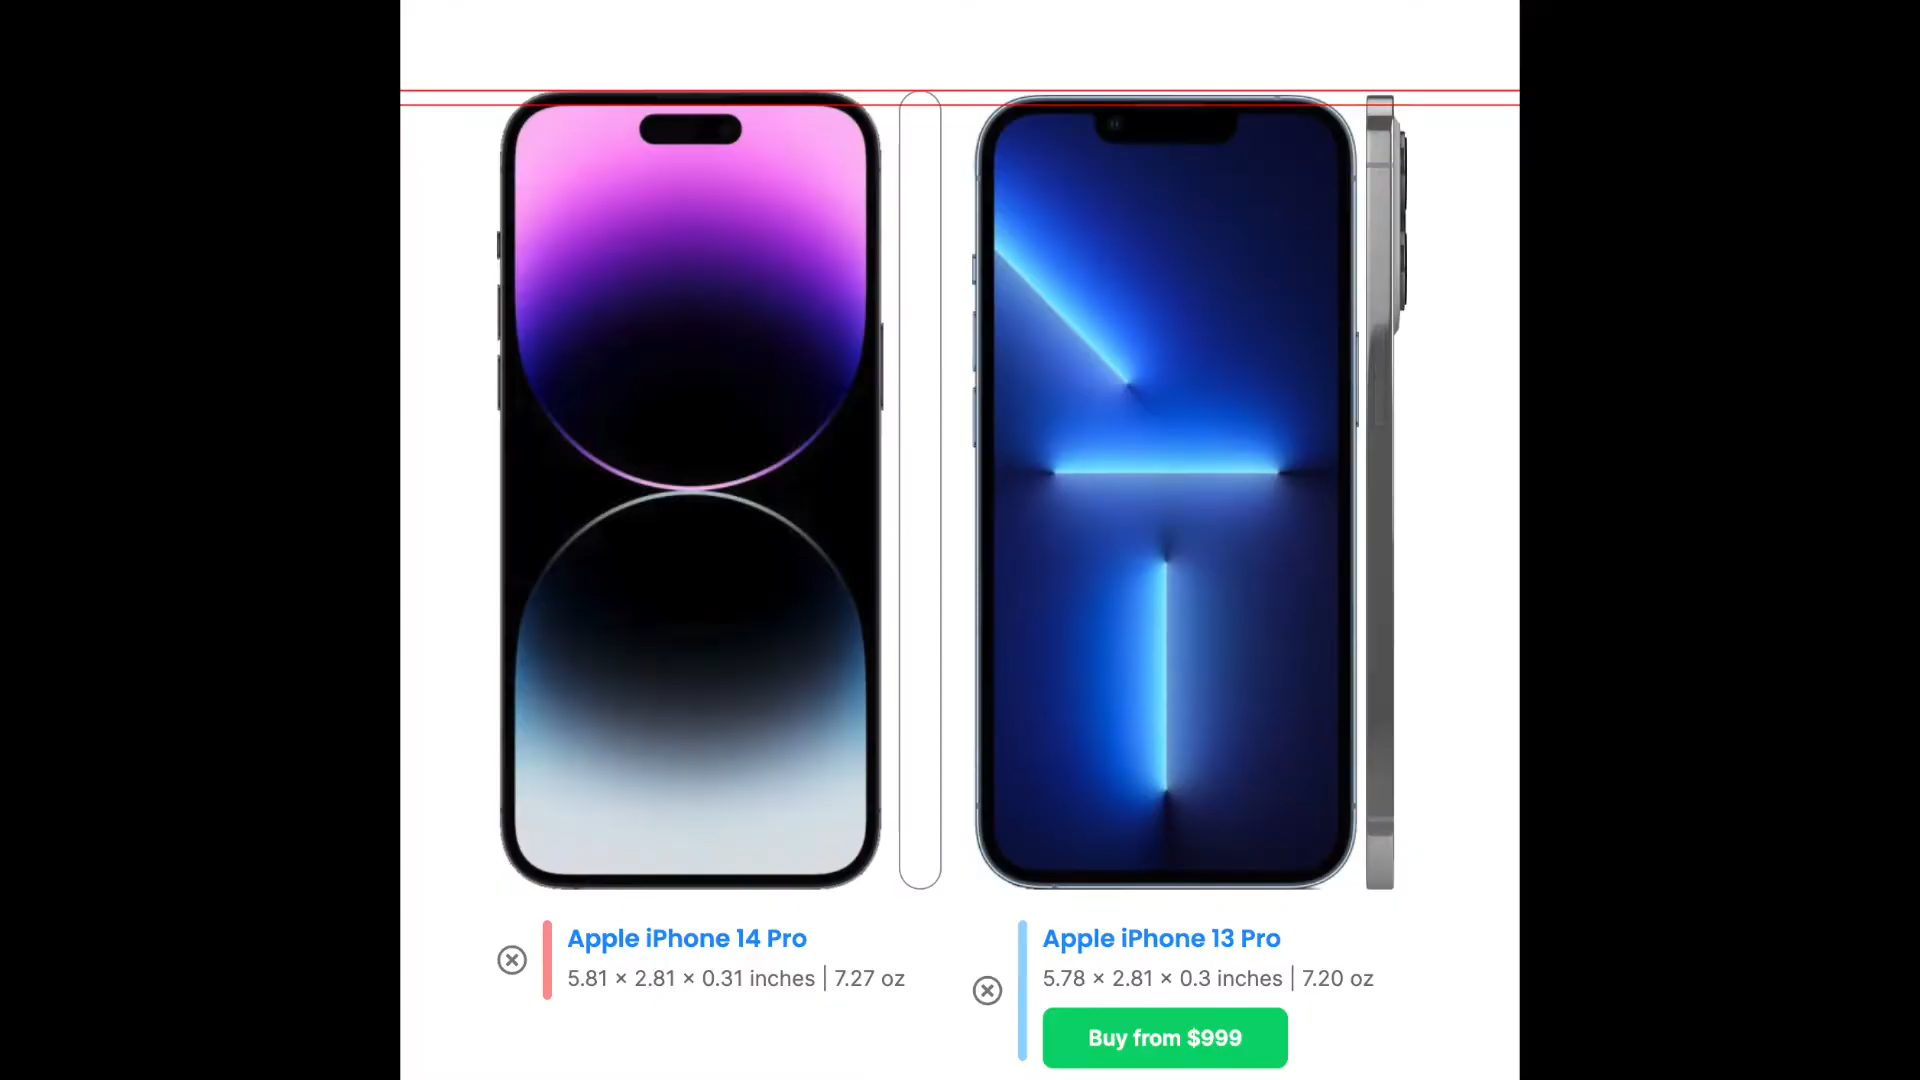 Apple iPhone 14 Pro
5.81 × 2.81 × 0.31 inches | 7.27 oz
Apple iPhone 13 Pro
5.78 × 2.81 × 0.3 inches | 7.20 oz
Buy from $999